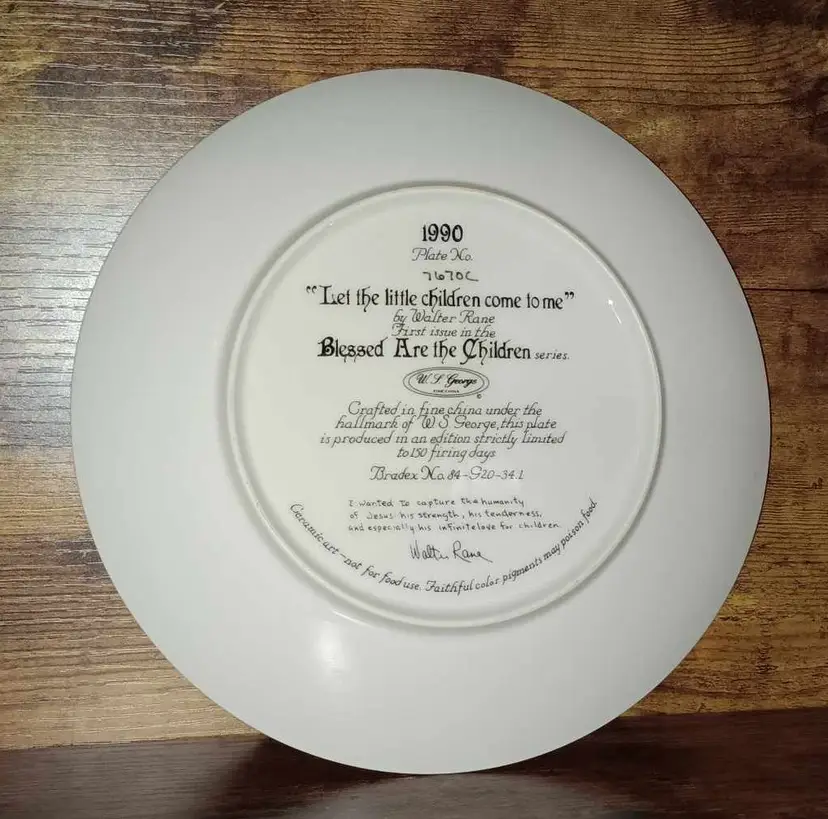 1990
Plate No.
7670C
"Let the little children come to me"
by Walter Rane
First issue in the
Blessed Are the Children series.
W. S. George
FINE CHINA
©
Crafted in fine china under the
hallmark of W S George, this plate
is produced in an edition strictly limited
to 150 firing days
Bradex No. 84-G20-34.1
I wanted to capture the humanity
of Jesus: his strength, his tenderness,
and especially his infinite love for children.
Walter Rane
Ceramic art - not for food use. Faithful color pigments may poison food.